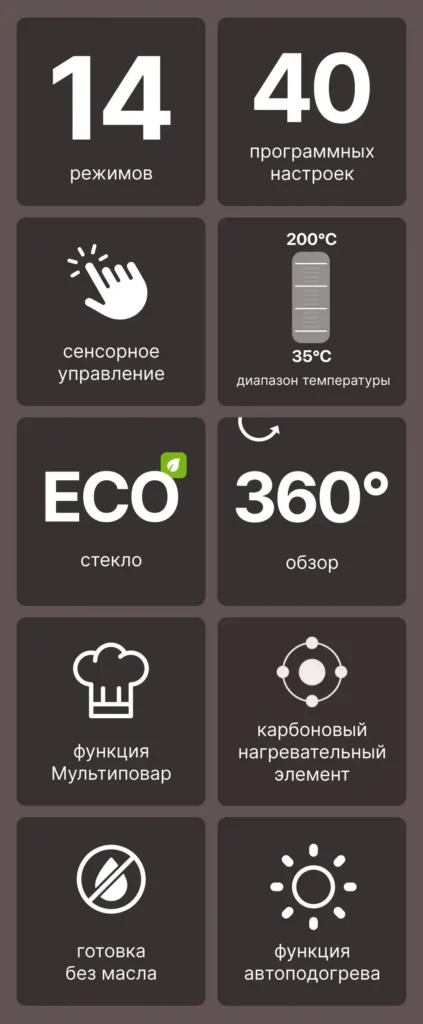 14
режимов
40
программных
настроек
сенсорное
управление
200°C
35°C
диапазон температуры
ECO
стекло
360°
обзор
функция
Мультиповар
карбоновый
нагревательный
элемент
готовка
без масла
функция
автоподогрева